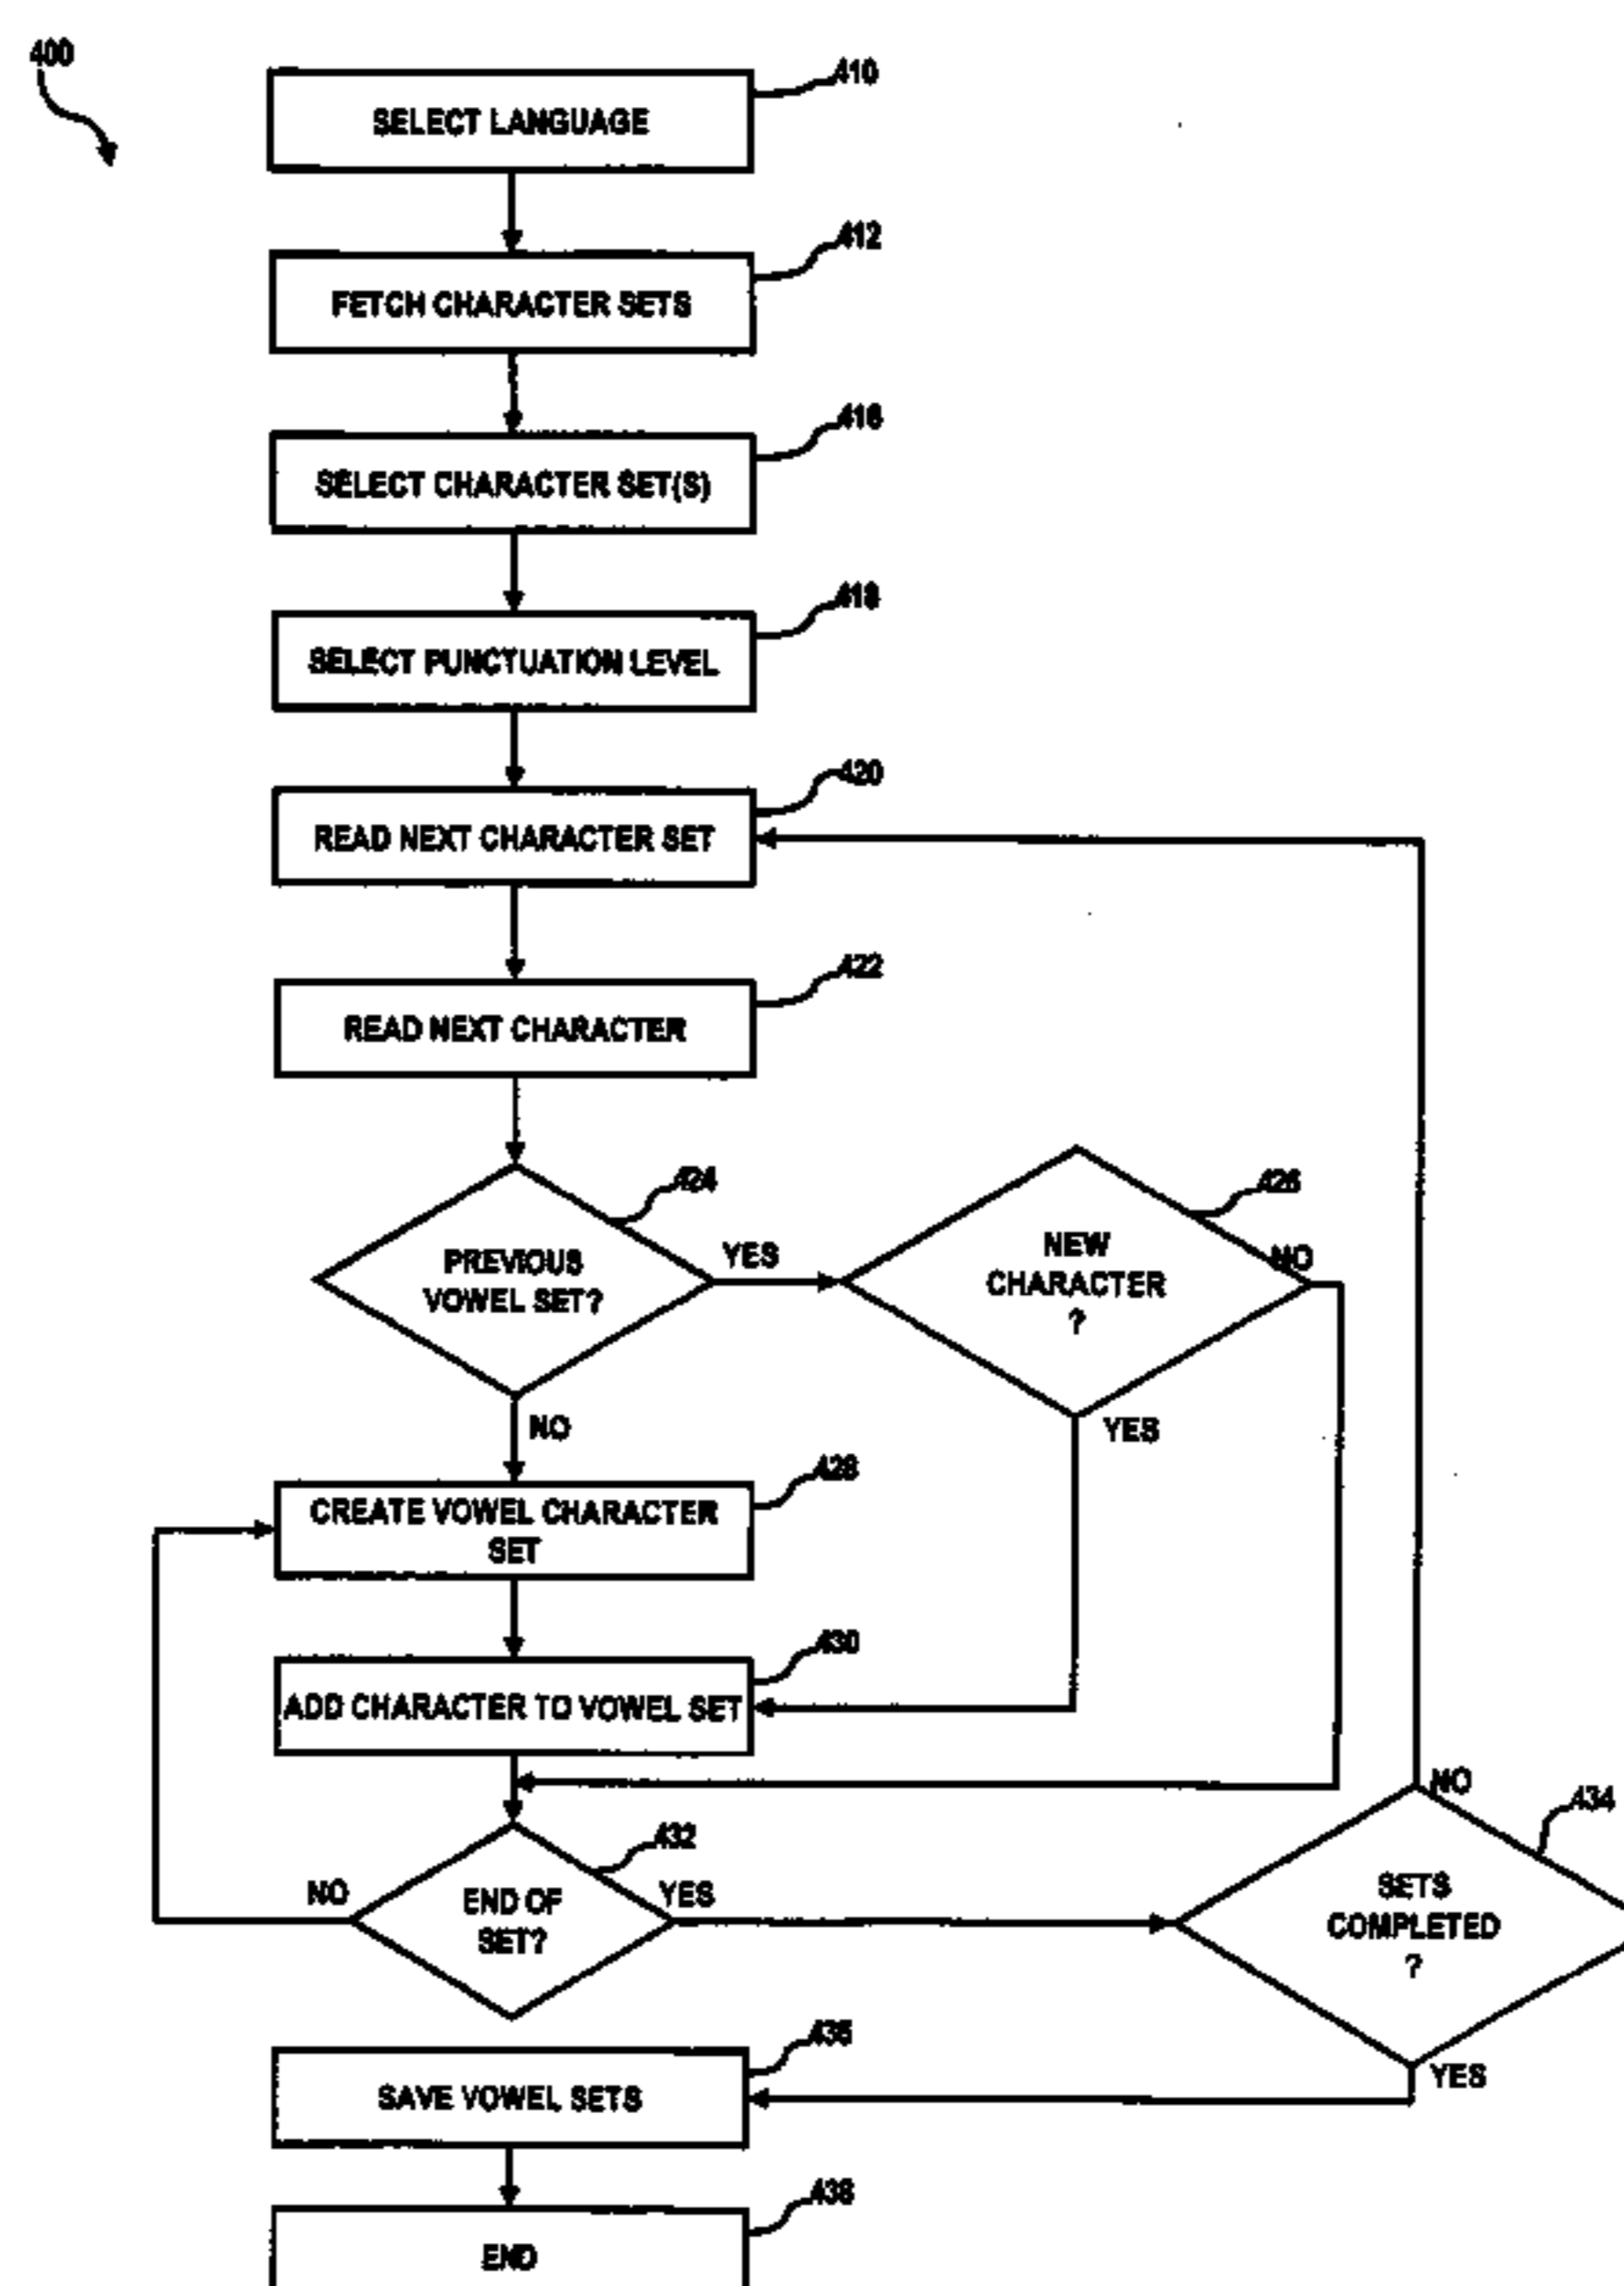 400
410
SELECT LANGUAGE
412
FETCH CHARACTER SETS
416
SELECT CHARACTER SET(S)
418
SELECT PUNCTUATION LEVEL
420
READ NEXT CHARACTER SET
422
READ NEXT CHARACTER
424
PREVIOUS
VOWEL SET?
YES
NO
426
NEW
CHARACTER
?
NO
YES
428
CREATE VOWEL CHARACTER
SET
430
ADD CHARACTER TO VOWEL SET
432
END OF
SET?
NO
YES
434
SETS
COMPLETED
?
NO
YES
SAVE VOWEL SETS
438
END